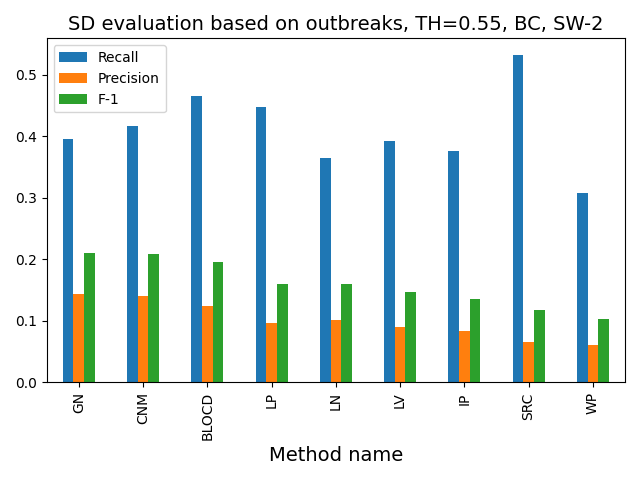 SD evaluation based on outbreaks, TH=0.55, BC, SW-2
Recall
Precision
F-1
0.5
0.4
0.3
0.2
0.1
0.0
GN
CNM
BLOCD
LP
LN
LV
IP
SRC
WP
Method name